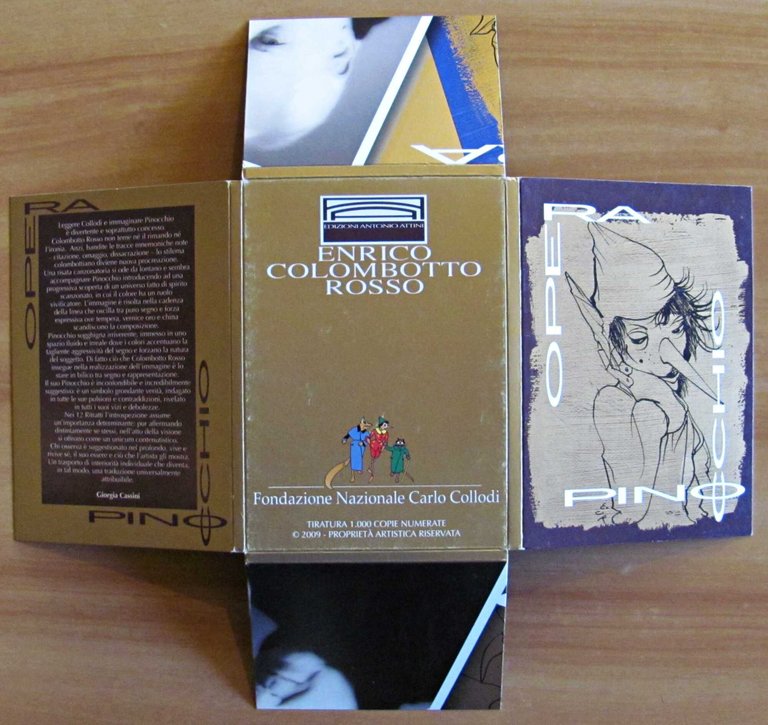 OPERA
PINOCCHIO
Leggere Collodi e immaginare Pinocchio
è divertente e soprattutto concesso.
Colombotto Rosso non teme né il rimando né
l'ironia. Anzi, bandite le tracce mnemoniche note
- citazione, omaggio, dissacrazione - lo stilema
colombottiano diviene nuova procreazione.
Una risata canzonatoria si ode da lontano e sembra
accompagnare Pinocchio introducendo ad una
progressiva scoperta di un universo fatto di spirito
scanzonato, in cui il colore ha un ruolo
vivificatore. L'immagine è risolta nella cadenza
della linea che oscilla tra puro segno e forza
espressiva ove tempera, vernice oro e china
scandiscono la composizione.
Pinocchio sogghigna irriverente, immesso in uno
spazio fluido e irreale dove i colori accentuano la
tagliente aggressività del segno e forzano la natura
del soggetto. Di fatto ciò che Colombotto Rosso
insegue nella realizzazione dell'immagine è lo
stare in bilico tra segno e rappresentazione.
Il suo Pinocchio è inconfondibile e incredibilmente
suggestivo: è un simbolo grondante verità, indagato
in tutte le sue pulsioni e contraddizioni, rivelato
in tutti i suoi vizi e debolezze.
Nei 12 Ritratti l'introspezione assume
un'importanza determinante: pur affermando
distintamente se stessi, nell'atto della visione
si offrono come un unicum contenutistico.
Chi osserva è suggestionato nel profondo, vive e
rivive sé, il suo essere e ciò che l'artista gli mostra.
Un trasporto di interiorità individuale che diventa,
in tal modo, una traduzione universalmente
attribuibile.
Giorgia Cassini
EDIZIONI ANTONIO ATTINI
ENRICO
COLOMBOTTO
ROSSO
Fondazione Nazionale Carlo Collodi
TIRATURA 1.000 COPIE NUMERATE
© 2009 - PROPRIETÀ ARTISTICA RISERVATA
OPERA
PINOCCHIO